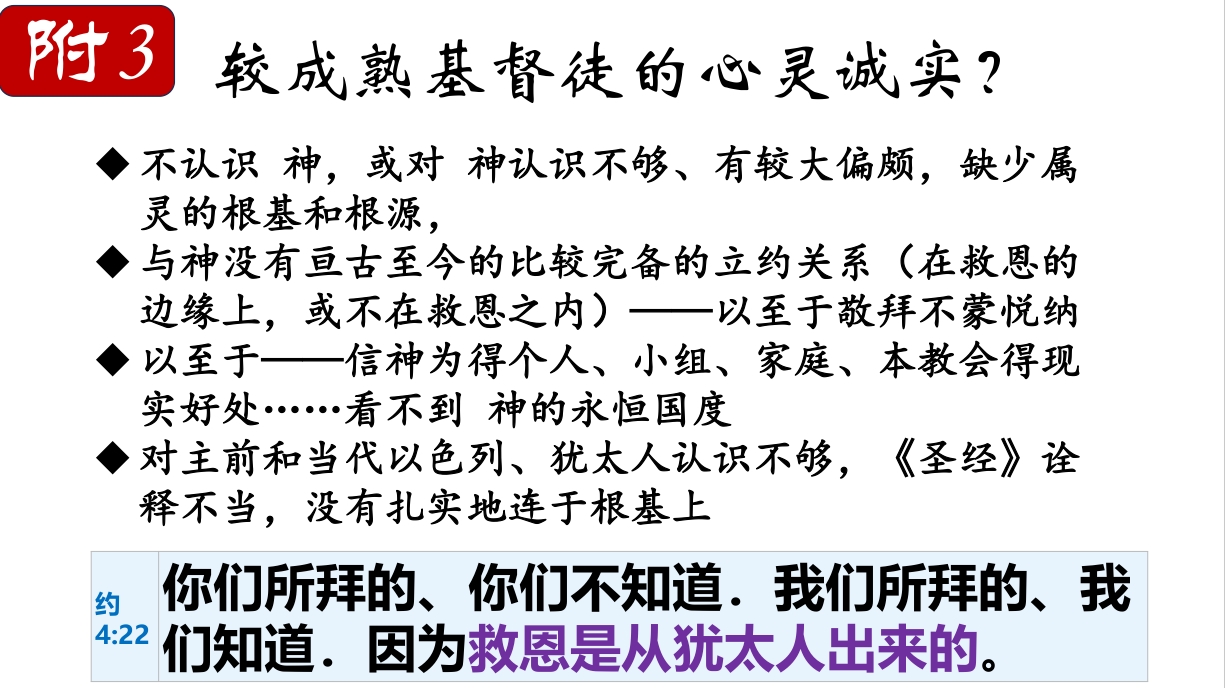 附3
较成熟基督徒的心灵诚实？
◆不认识 神，或对 神认识不够、有较大偏颇，缺少属
灵的根基和根源，
◆与神没有亘古至今的比较完备的立约关系（在救恩的
边缘上，或不在救恩之内）——以至于敬拜不蒙悦纳
◆以至于——信神为得个人、小组、家庭、本教会得现
实好处……看不到 神的永恒国度
◆对主前和当代以色列、犹太人认识不够，《圣经》诠
释不当，没有扎实地连于根基上
约
4:22
你们所拜的、你们不知道．我们所拜的、我
们知道．因为救恩是从犹太人出来的。